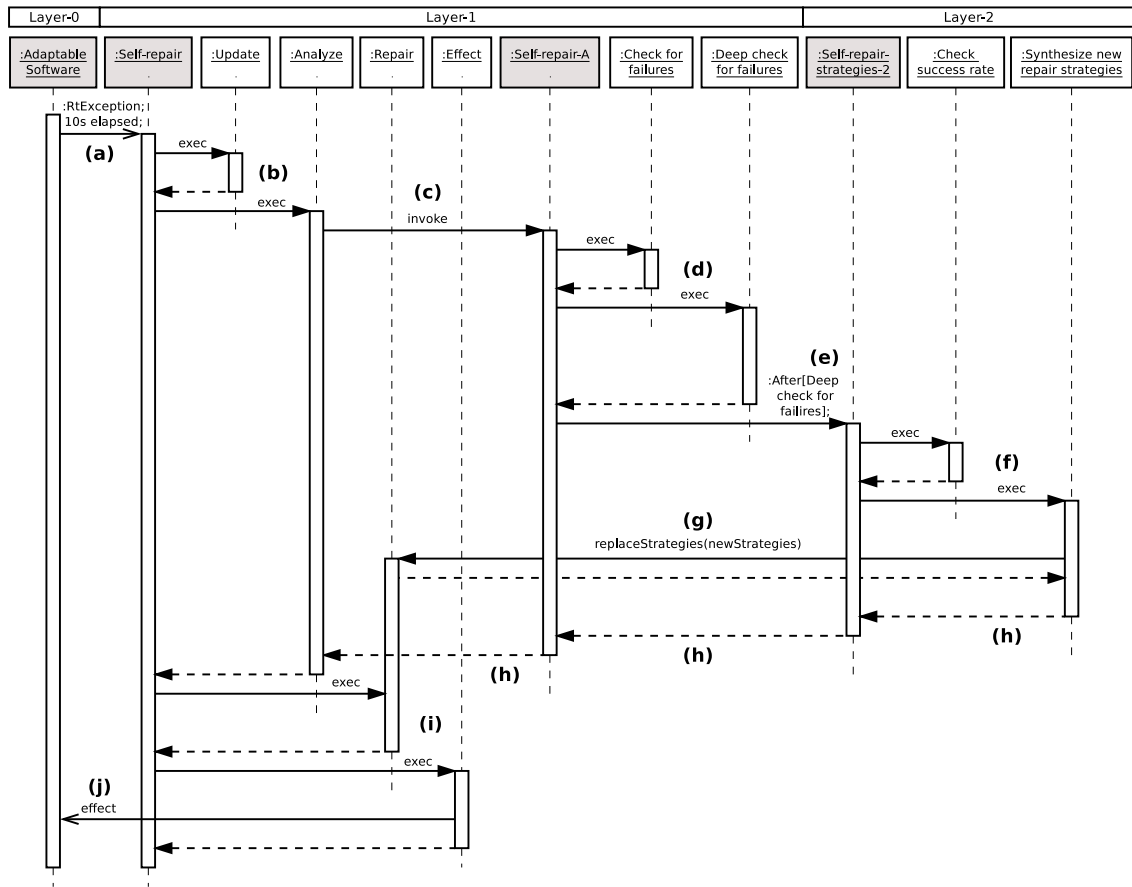 Layer-0
Layer-1
Layer-2
:Adaptable
Software
:Self-repair
.
:Update
.
:Analyze
.
:Repair
.
:Effect
.
:Self-repair-A
.
:Check for
failures
:Deep check
for failures
:Self-repair-
strategies-2
:Check
success rate
:Synthesize new
repair strategies
:RtException;
10s elapsed;
(a)
exec
(b)
exec
(c)
invoke
exec
(d)
exec
(e)
:After[Deep
check for
failires];
exec
(f)
exec
(g)
replaceStrategies(newStrategies)
(h)
(h)
(h)
exec
(i)
exec
(j)
effect